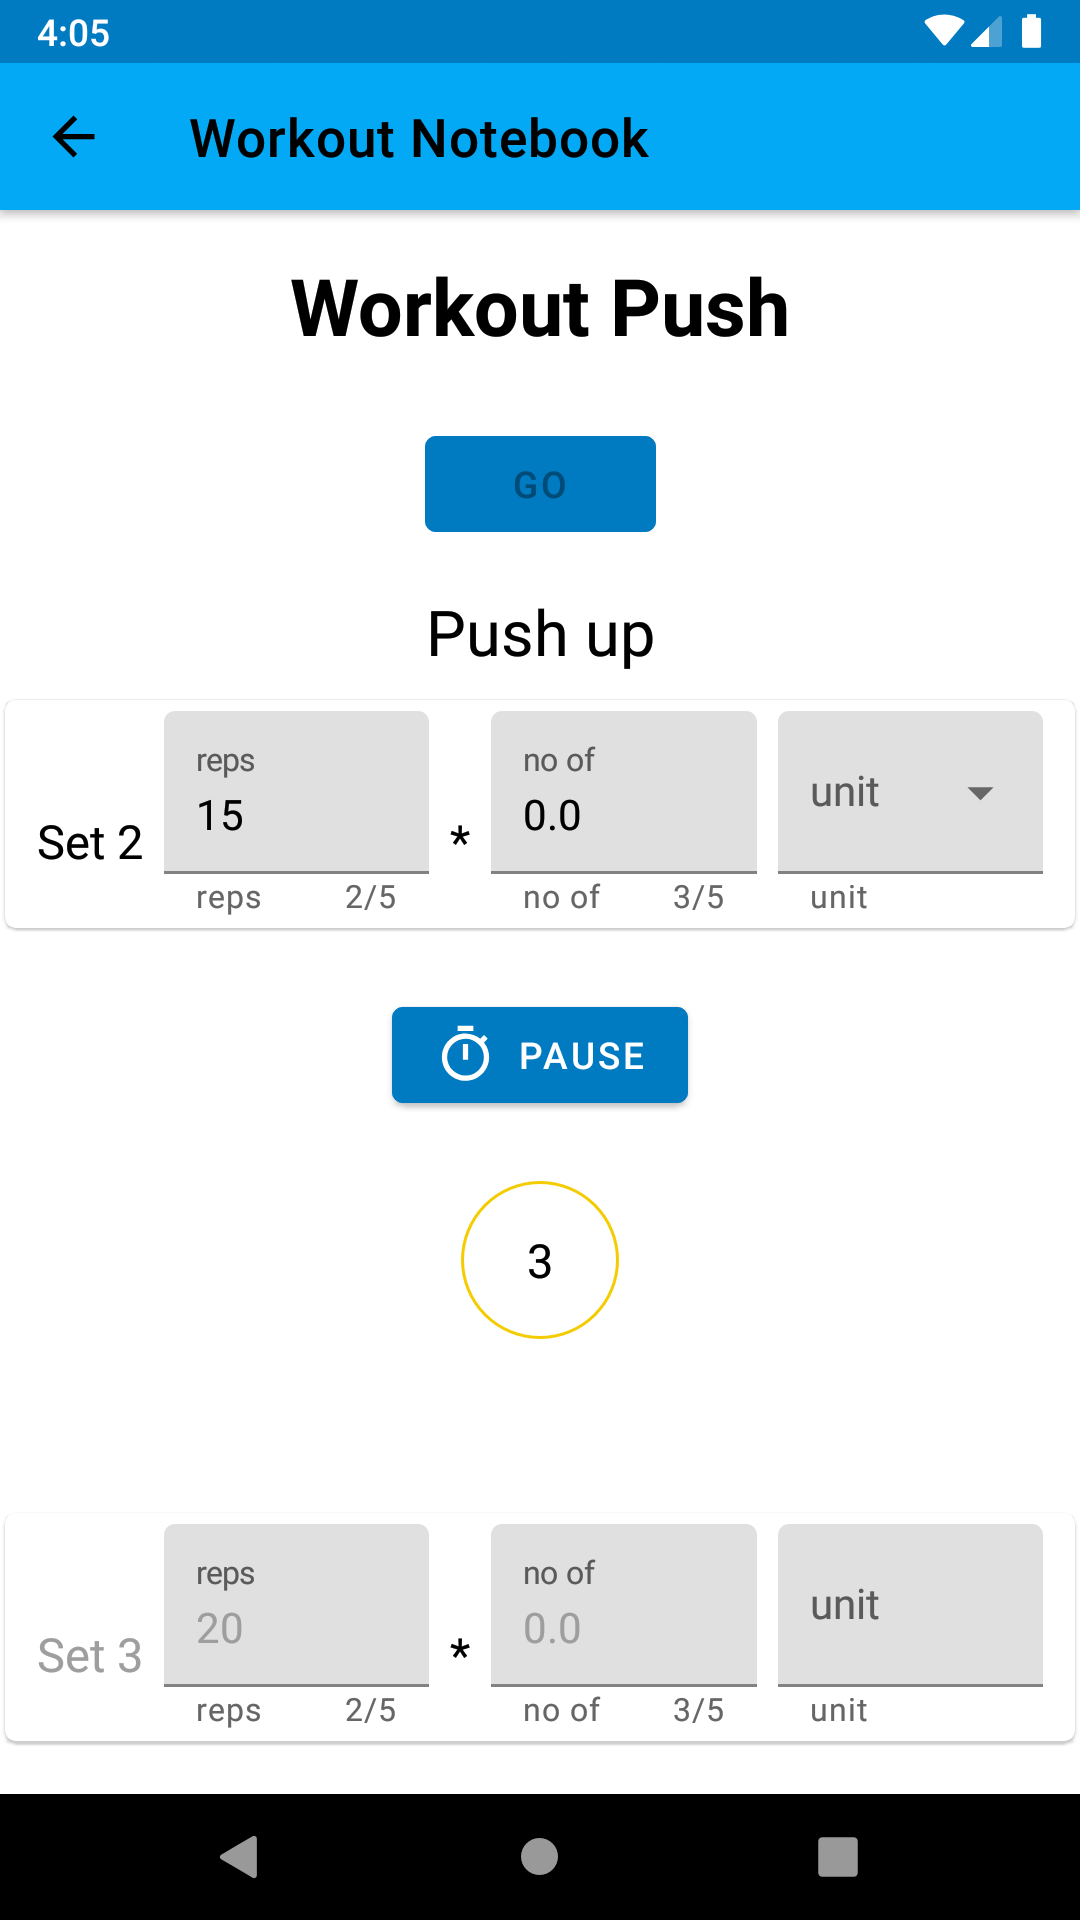 4:05
Workout Notebook
Workout Push
GO
Push up
reps
no of
unit
15
0.0
Set 2
*
reps
2/5
no of
3/5
unit
PAUSE
3
reps
no of
unit
20
0.0
Set 3
*
reps
2/5
no of
3/5
unit